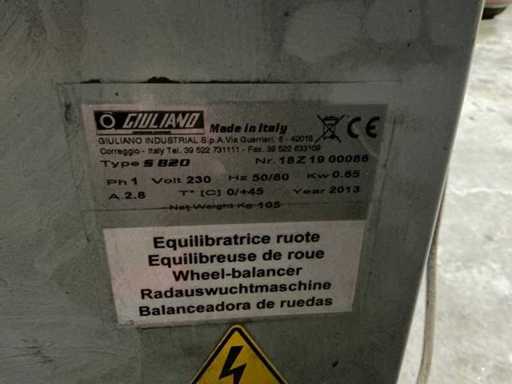 GIULIANO Made in Italy CE
GIULIANO INDUSTRIAL S.p.A. Via Guerrieri, 6 - 42015
Correggio - Italy Tel. 39 522 731111 - Fax. 39 522 633109
Type S 820 Nr. 18Z19 00086
Ph 1 Volt 230 Hz 50/60 Kw 0.65
A. 2.8 T° [C] 0/+45 Year 2013
Net Weight Kg 105
Equilibratrice ruote
Equilibreuse de roue
Wheel-balancer
Radauswuchtmaschine
Balanceadora de ruedas